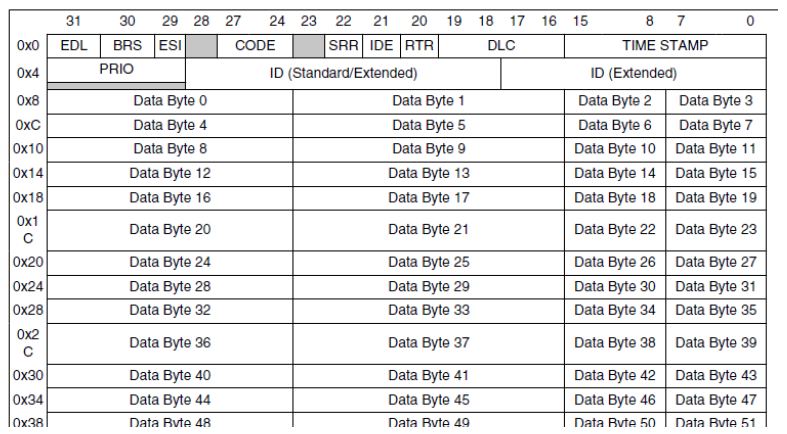 31 30 29 28 27 24 23 22 21 20 19 18 17 16 15 8 7 0
0x0 EDL BRS ESI CODE SRR IDE RTR DLC TIME STAMP
0x4 PRIO ID (Standard/Extended) ID (Extended)
0x8 Data Byte 0 Data Byte 1 Data Byte 2 Data Byte 3
0xC Data Byte 4 Data Byte 5 Data Byte 6 Data Byte 7
0x10 Data Byte 8 Data Byte 9 Data Byte 10 Data Byte 11
0x14 Data Byte 12 Data Byte 13 Data Byte 14 Data Byte 15
0x18 Data Byte 16 Data Byte 17 Data Byte 18 Data Byte 19
0x1
C Data Byte 20 Data Byte 21 Data Byte 22 Data Byte 23
0x20 Data Byte 24 Data Byte 25 Data Byte 26 Data Byte 27
0x24 Data Byte 28 Data Byte 29 Data Byte 30 Data Byte 31
0x28 Data Byte 32 Data Byte 33 Data Byte 34 Data Byte 35
0x2
C Data Byte 36 Data Byte 37 Data Byte 38 Data Byte 39
0x30 Data Byte 40 Data Byte 41 Data Byte 42 Data Byte 43
0x34 Data Byte 44 Data Byte 45 Data Byte 46 Data Byte 47
0x38 Data Byte 48 Data Byte 49 Data Byte 50 Data Byte 51